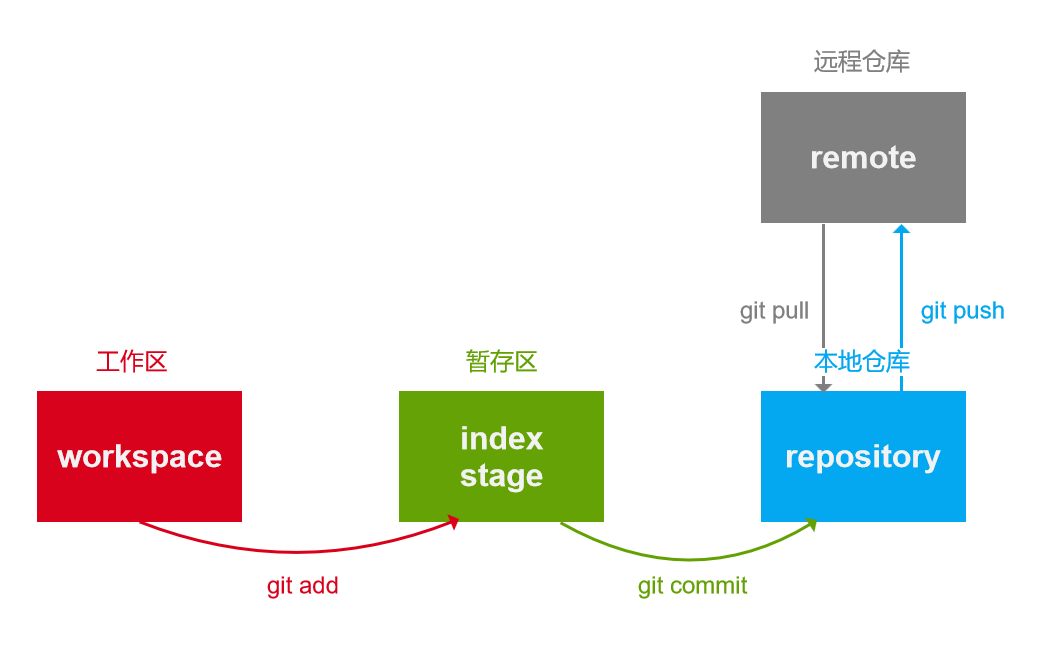 远程仓库
remote
git pull
git push
工作区
暂存区
本地仓库
workspace
index
stage
repository
git add
git commit